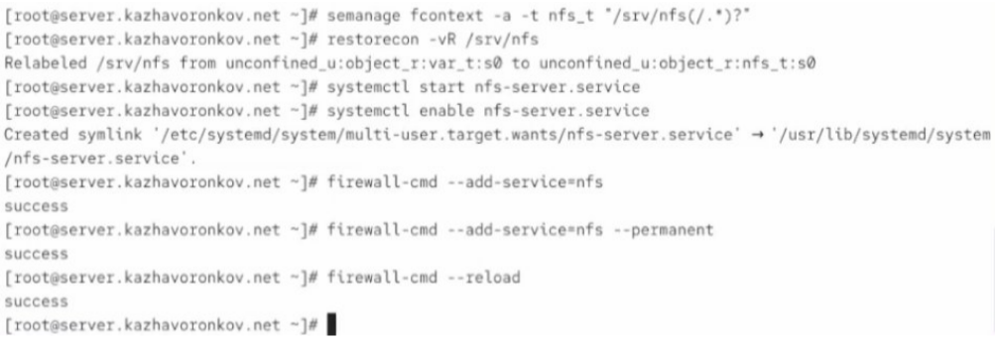 [root@server.kazhavoronkov.net ~]# semanage fcontext -a -t nfs_t "/srv/nfs(/.*)?"
[root@server.kazhavoronkov.net ~]# restorecon -vR /srv/nfs
Relabeled /srv/nfs from unconfined_u:object_r:var_t:s0 to unconfined_u:object_r:nfs_t:s0
[root@server.kazhavoronkov.net ~]# systemctl start nfs-server.service
[root@server.kazhavoronkov.net ~]# systemctl enable nfs-server.service
Created symlink '/etc/systemd/system/multi-user.target.wants/nfs-server.service' → '/usr/lib/systemd/system
/nfs-server.service'.
[root@server.kazhavoronkov.net ~]# firewall-cmd --add-service=nfs
success
[root@server.kazhavoronkov.net ~]# firewall-cmd --add-service=nfs --permanent
success
[root@server.kazhavoronkov.net ~]# firewall-cmd --reload
success
[root@server.kazhavoronkov.net ~]#